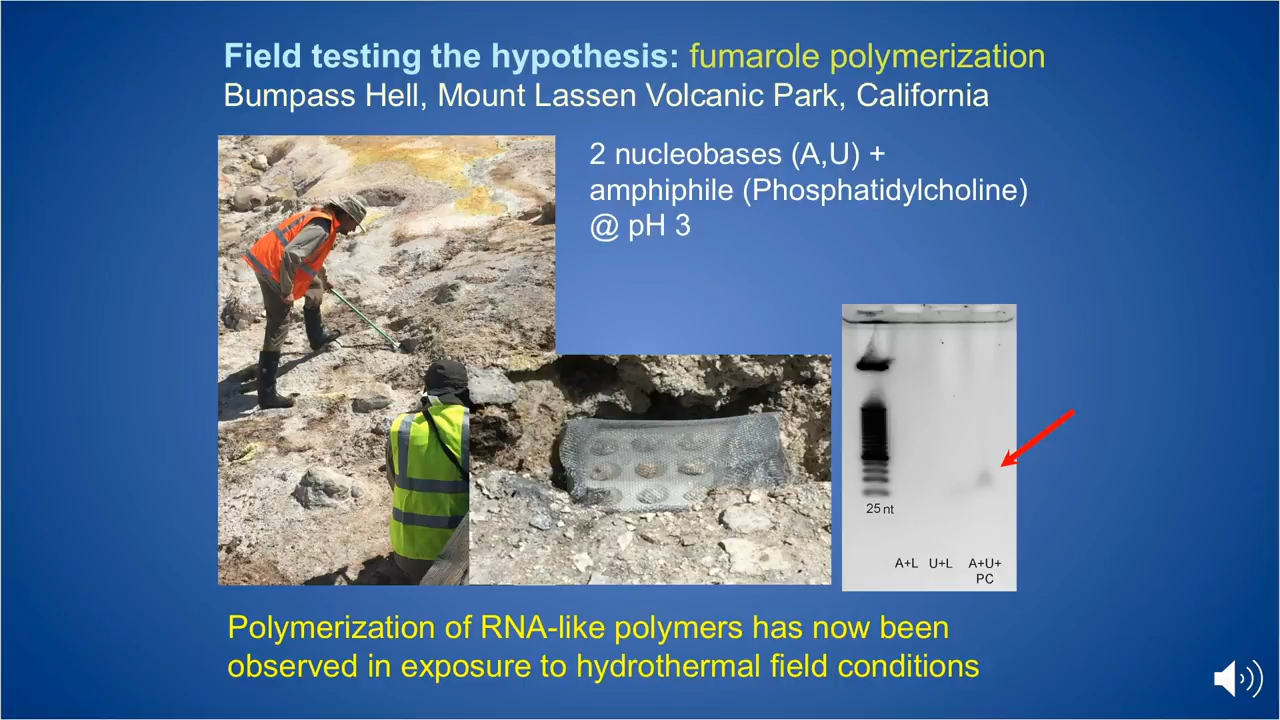 Field testing the hypothesis: fumarole polymerization
Bumpass Hell, Mount Lassen Volcanic Park, California
2 nucleobases (A,U) +
amphiphile (Phosphatidylcholine)
@ pH 3
25 nt
A+L U+L A+U+
PC
Polymerization of RNA-like polymers has now been
observed in exposure to hydrothermal field conditions